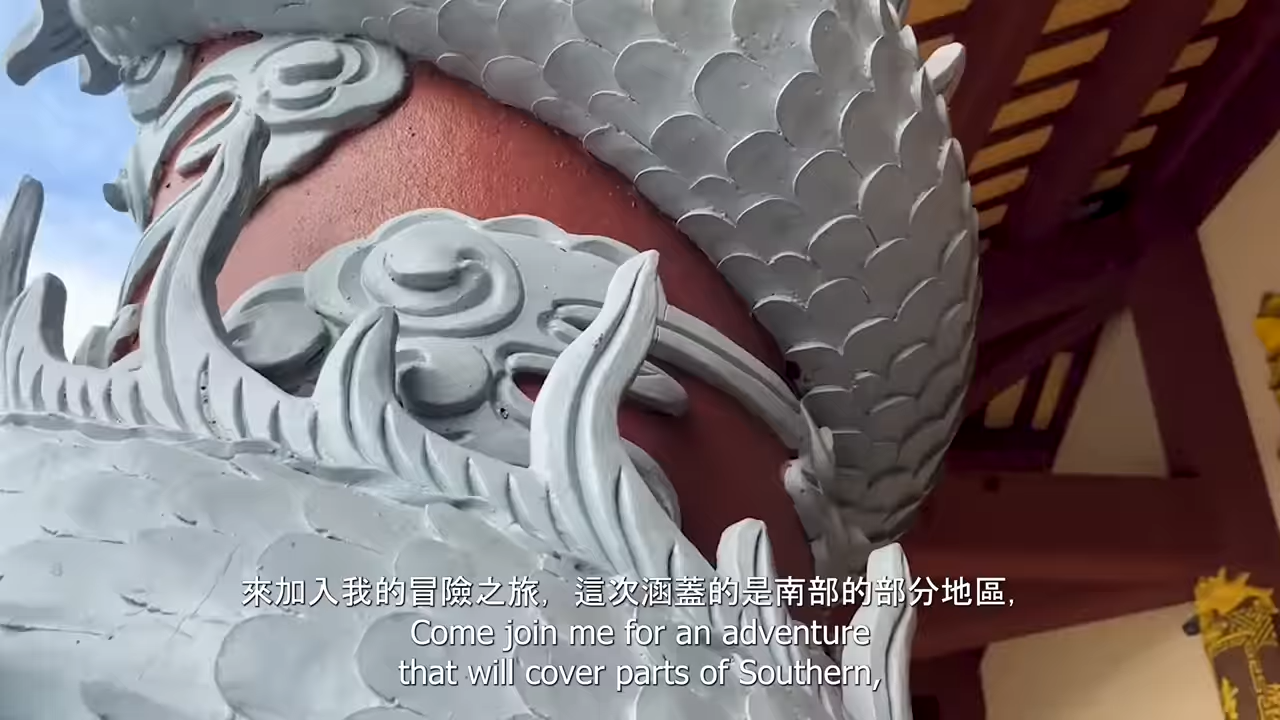 來加入我的冒險之旅，這次涵蓋的是南部的部分地區，
Come join me for an adventure
that will cover parts of Southern,